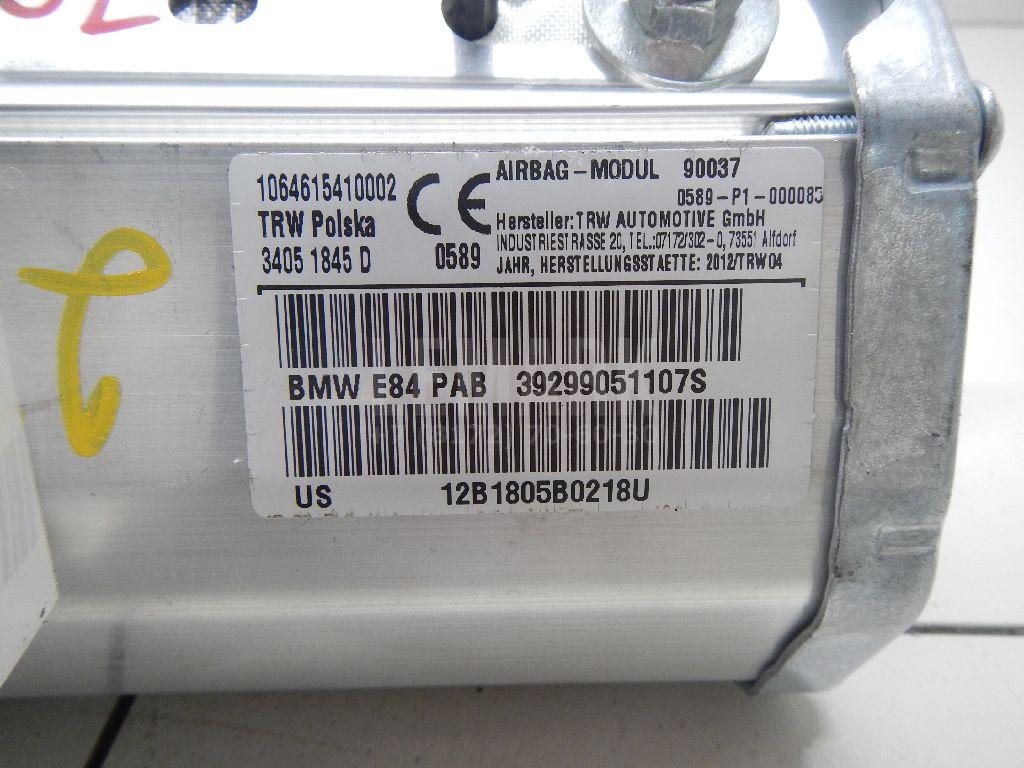 1064615410002
TRW Polska
3405 1845 D
CE
0589
AIRBAG-MODUL 90037
0589-P1-000085
Hersteller: TRW AUTOMOTIVE GmbH
INDUSTRIESTRASSE 20, TEL.:07172/302-0, 73551 Alfdorf
JAHR, HERSTELLUNGSSTAETTE: 2012/TRW04
BMW E84 PAB 39299051107S
US 12B1805B0218U